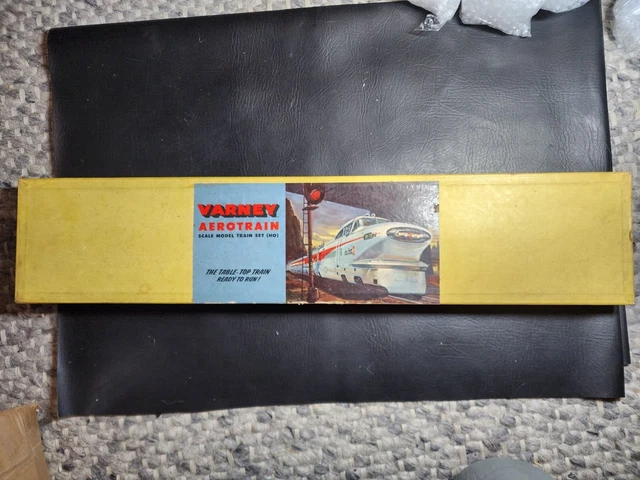 VARNEY
AEROTRAIN
SCALE MODEL TRAIN SET (HO)
THE TABLE-TOP TRAIN
READY TO RUN!